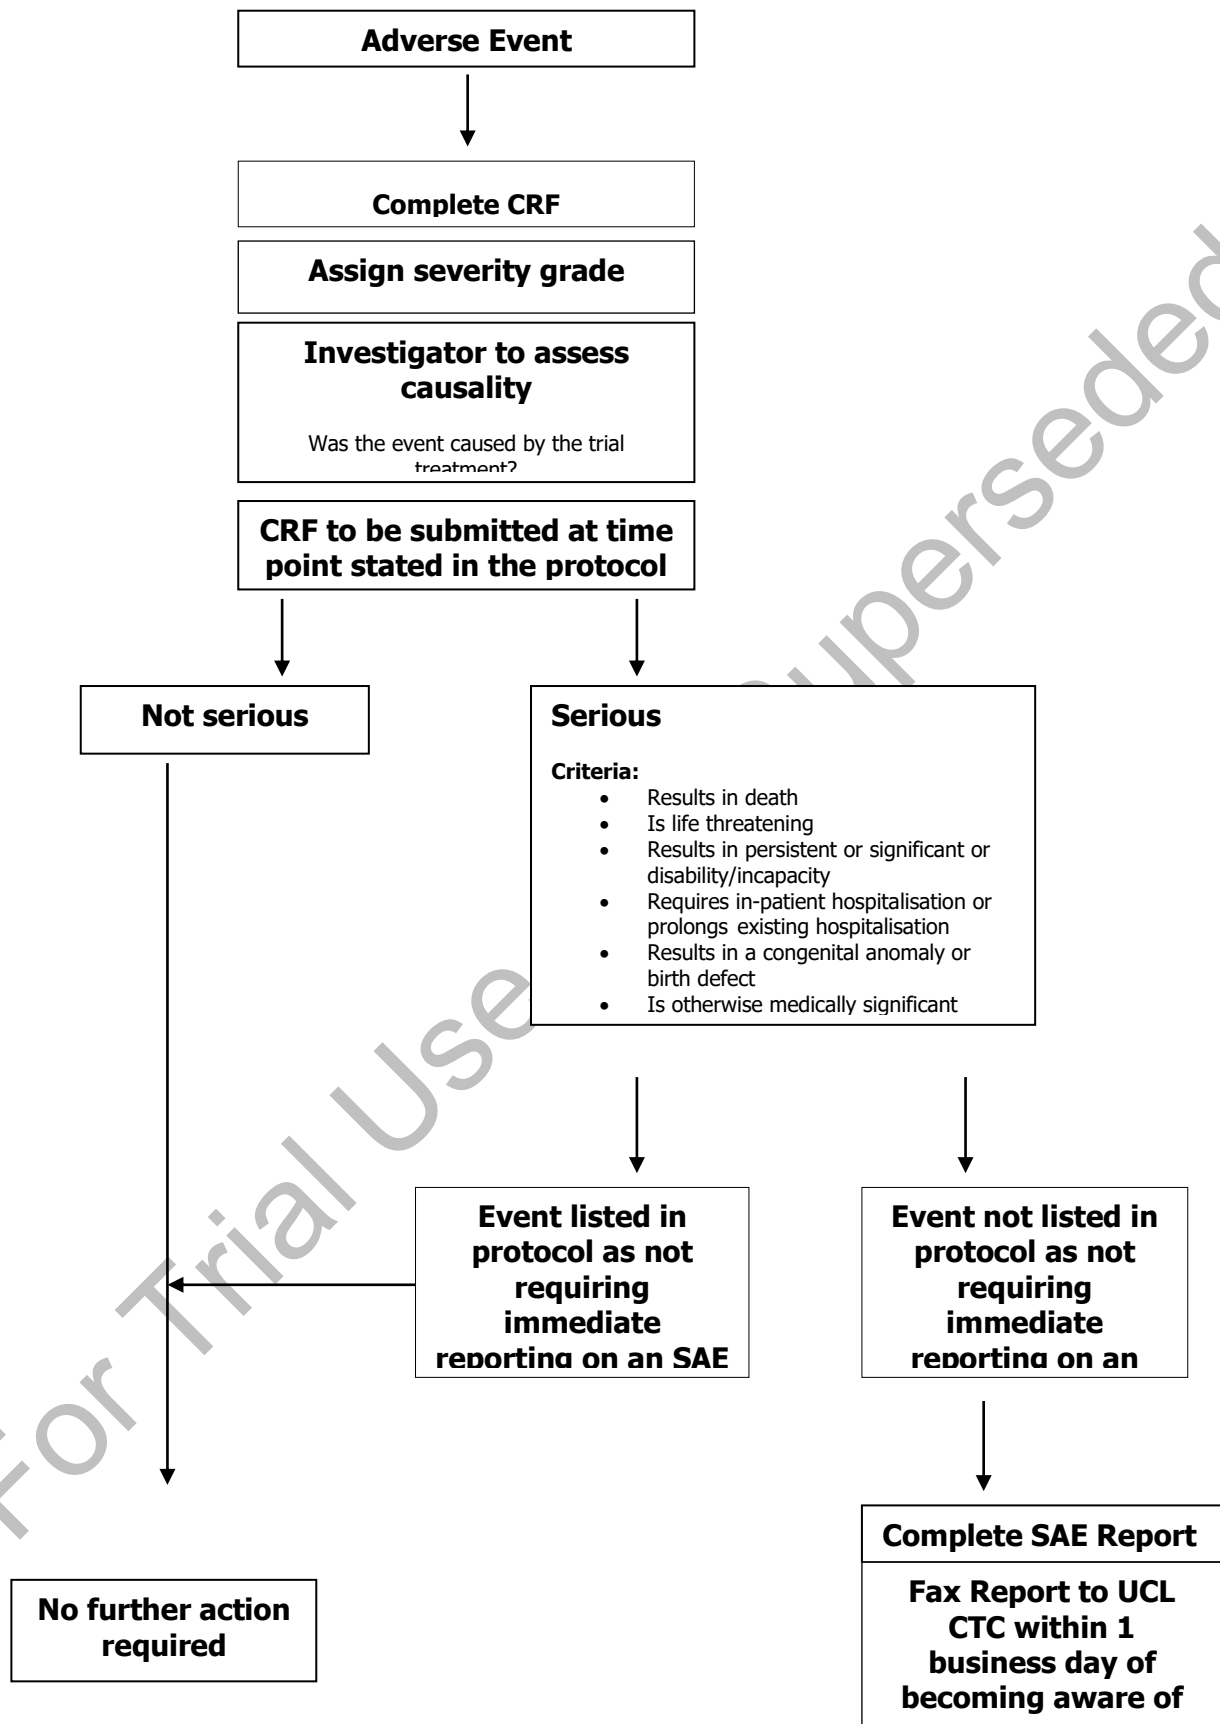 Adverse Event
Complete CRF
Assign severity grade
Investigator to assess
causality
Was the event caused by the trial
treatment?
CRF to be submitted at time
point stated in the protocol
Not serious
Serious
Criteria:
• Results in death
• Is life threatening
• Results in persistent or significant or
disability/incapacity
• Requires in-patient hospitalisation or
prolongs existing hospitalisation
• Results in a congenital anomaly or
birth defect
• Is otherwise medically significant
Event listed in
protocol as not
requiring
immediate
reporting on an SAE
Event not listed in
protocol as not
requiring
immediate
reporting on an
Complete SAE Report
Fax Report to UCL
CTC within 1
business day of
becoming aware of
No further action
required
For Trial Use
Superseded